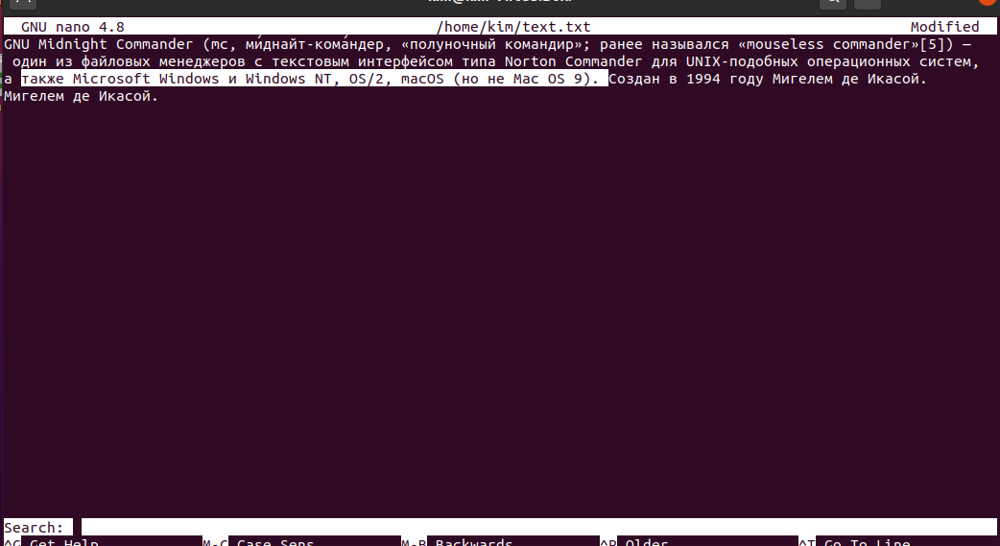 GNU nano 4.8 /home/kim/text.txt Modified
GNU Midnight Commander (mc, ми́днайт-кома́ндер, «полуночный командир»; ранее назывался «mouseless commander»[5]) —
один из файловых менеджеров с текстовым интерфейсом типа Norton Commander для UNIX-подобных операционных систем,
а также Microsoft Windows и Windows NT, OS/2, macOS (но не Mac OS 9). Создан в 1994 году Мигелем де Икасой.
Мигелем де Икасой.
Search:
^G Get Help M-C Case Sens M-B Backwards ^P Older ^T Go To Line